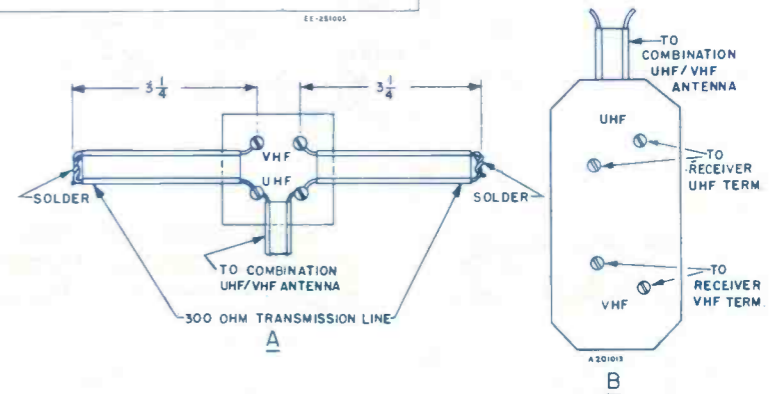 EE-251005
3 1/4
3 1/4
VHF
UHF
SOLDER
SOLDER
TO COMBINATION
UHF/VHF ANTENNA
300 OHM TRANSMISSION LINE
A
TO
COMBINATION
UHF/VHF
ANTENNA
UHF
TO
RECEIVER
UHF TERM.
TO
RECEIVER
VHF TERM.
VHF
A 201013
B